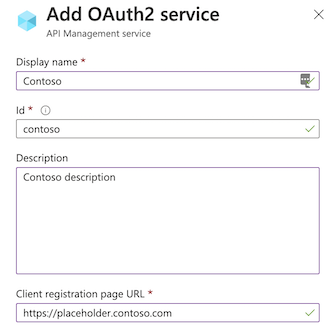 Add OAuth2 service
API Management service
Display name *
Contoso
Id *
contoso
Description
Contoso description
Client registration page URL *
https://placeholder.contoso.com